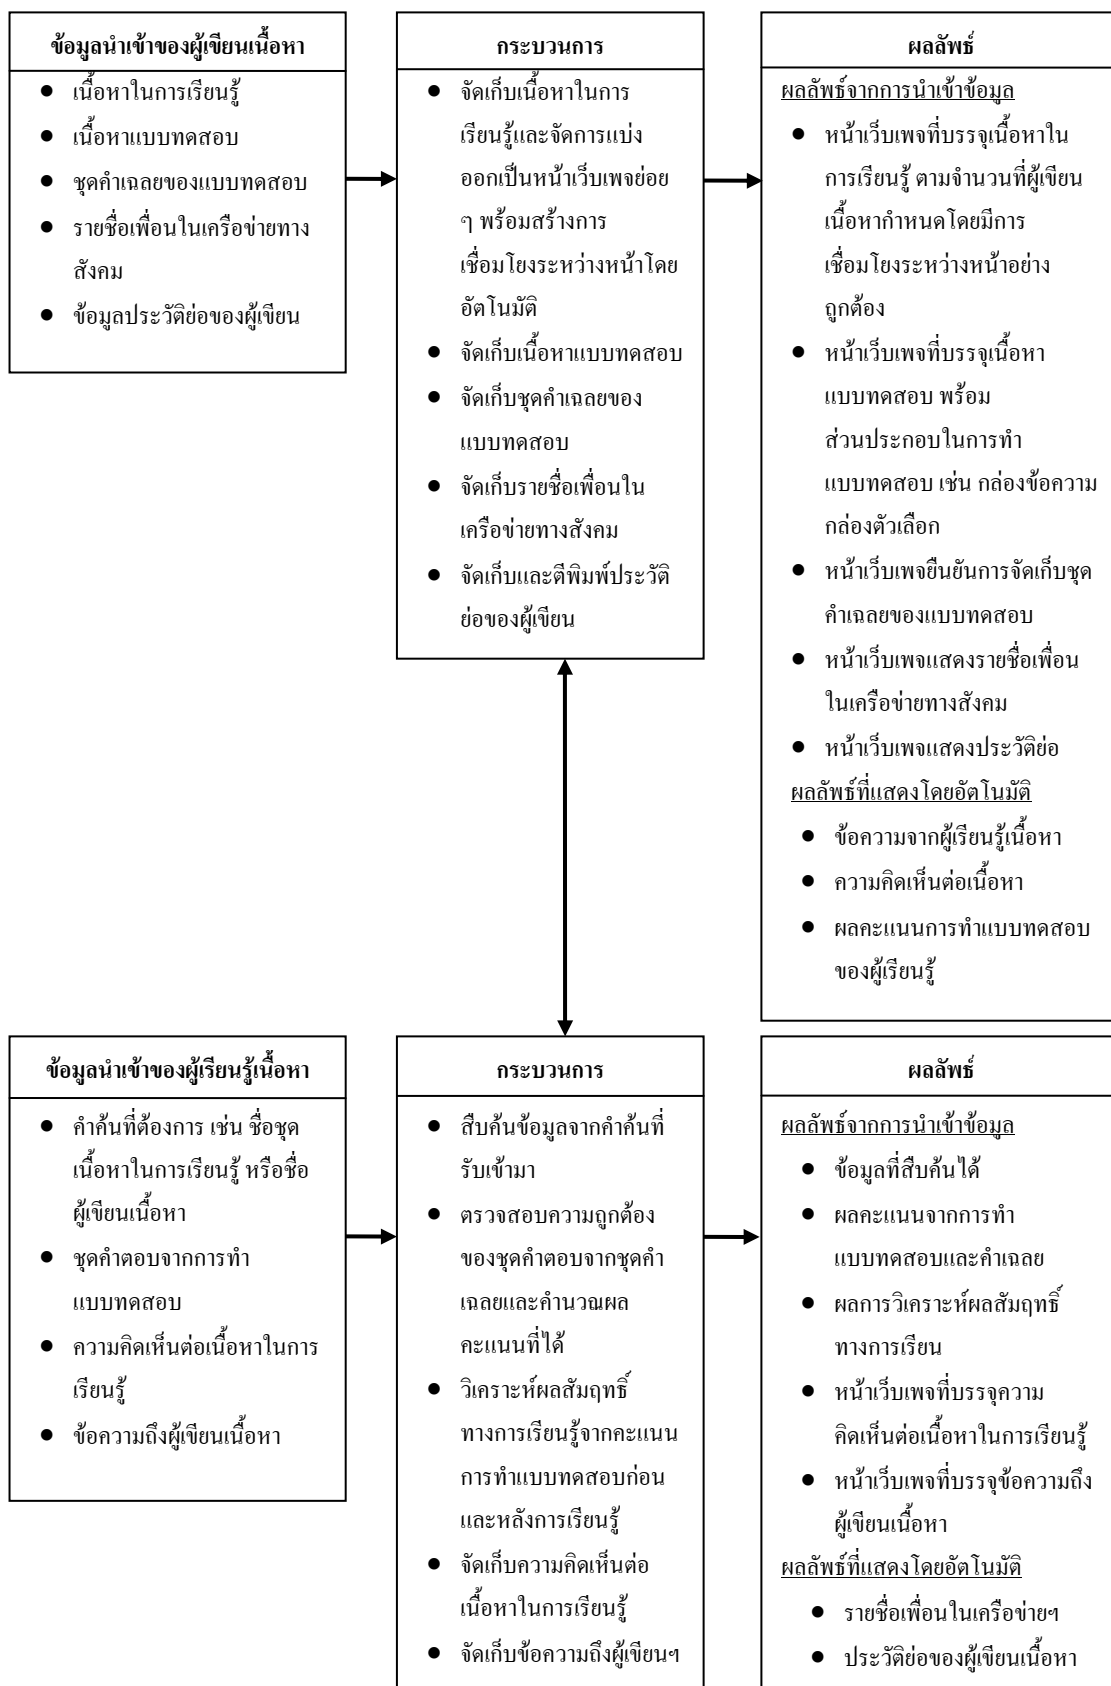 ข้อมูลนำเข้าของผู้เขียนเนื้อหา
● เนื้อหาในการเรียนรู้
● เนื้อหาแบบทดสอบ
● ชุดคำเฉลยของแบบทดสอบ
● รายชื่อเพื่อนในเครือข่ายทาง
สังคม
● ข้อมูลประวัติย่อของผู้เขียน
กระบวนการ
● จัดเก็บเนื้อหาในการ
เรียนรู้และจัดการแบ่ง
ออกเป็นหน้าเว็บเพจย่อย
ๆ พร้อมสร้างการ
เชื่อมโยงระหว่างหน้าโดย
อัตโนมัติ
● จัดเก็บเนื้อหาแบบทดสอบ
● จัดเก็บชุดคำเฉลยของ
แบบทดสอบ
● จัดเก็บรายชื่อเพื่อนใน
เครือข่ายทางสังคม
● จัดเก็บและตีพิมพ์ประวัติ
ย่อของผู้เขียน
ผลลัพธ์
ผลลัพธ์จากการนำเข้าข้อมูล
● หน้าเว็บเพจที่บรรจุเนื้อหาใน
การเรียนรู้ ตามจำนวนที่ผู้เขียน
เนื้อหากำหนดโดยมีการ
เชื่อมโยงระหว่างหน้าอย่าง
ถูกต้อง
● หน้าเว็บเพจที่บรรจุเนื้อหา
แบบทดสอบ พร้อม
ส่วนประกอบในการทำ
แบบทดสอบ เช่น กล่องข้อความ
กล่องตัวเลือก
● หน้าเว็บเพจยืนยันการจัดเก็บชุด
คำเฉลยของแบบทดสอบ
● หน้าเว็บเพจแสดงรายชื่อเพื่อน
ในเครือข่ายทางสังคม
● หน้าเว็บเพจแสดงประวัติย่อ
ผลลัพธ์ที่แสดงโดยอัตโนมัติ
● ข้อความจากผู้เรียนรู้เนื้อหา
● ความคิดเห็นต่อเนื้อหา
● ผลคะแนนการทำแบบทดสอบ
ของผู้เรียนรู้
ข้อมูลนำเข้าของผู้เรียนรู้เนื้อหา
● คำค้นที่ต้องการ เช่น ชื่อชุด
เนื้อหาในการเรียนรู้ หรือชื่อ
ผู้เขียนเนื้อหา
● ชุดคำตอบจากการทำ
แบบทดสอบ
● ความคิดเห็นต่อเนื้อหาในการ
เรียนรู้
● ข้อความถึงผู้เขียนเนื้อหา
กระบวนการ
● สืบค้นข้อมูลจากคำค้นที่
รับเข้ามา
● ตรวจสอบความถูกต้อง
ของชุดคำตอบจากชุดคำ
เฉลยและคำนวณผล
คะแนนที่ได้
● วิเคราะห์ผลสัมฤทธิ์
ทางการเรียนรู้จากคะแนน
การทำแบบทดสอบก่อน
และหลังการเรียนรู้
● จัดเก็บความคิดเห็นต่อ
เนื้อหาในการเรียนรู้
● จัดเก็บข้อความถึงผู้เขียนฯ
ผลลัพธ์
ผลลัพธ์จากการนำเข้าข้อมูล
● ข้อมูลที่สืบค้นได้
● ผลคะแนนจากการทำ
แบบทดสอบและคำเฉลย
● ผลการวิเคราะห์ผลสัมฤทธิ์
ทางการเรียน
● หน้าเว็บเพจที่บรรจุความ
คิดเห็นต่อเนื้อหาในการเรียนรู้
● หน้าเว็บเพจที่บรรจุข้อความถึง
ผู้เขียนเนื้อหา
ผลลัพธ์ที่แสดงโดยอัตโนมัติ
● รายชื่อเพื่อนในเครือข่ายฯ
● ประวัติย่อของผู้เขียนเนื้อหา